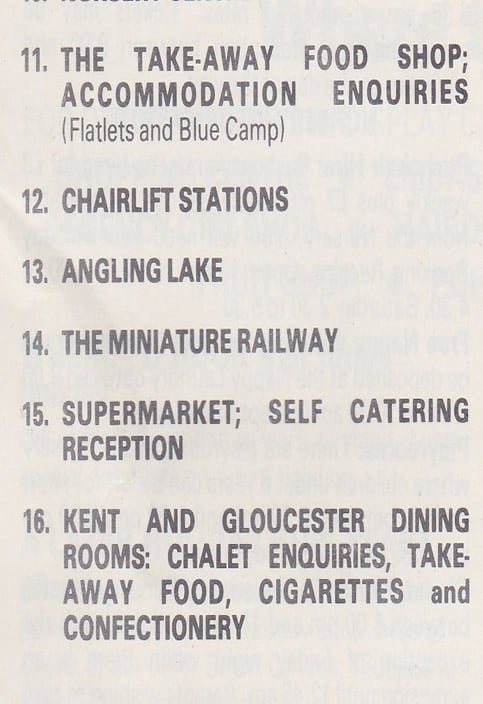 11. THE TAKE-AWAY FOOD SHOP;
ACCOMMODATION ENQUIRIES
(Flatlets and Blue Camp)
12. CHAIRLIFT STATIONS
13. ANGLING LAKE
14. THE MINIATURE RAILWAY
15. SUPERMARKET; SELF CATERING
RECEPTION
16. KENT AND GLOUCESTER DINING
ROOMS: CHALET ENQUIRIES, TAKE-
AWAY FOOD, CIGARETTES and
CONFECTIONERY